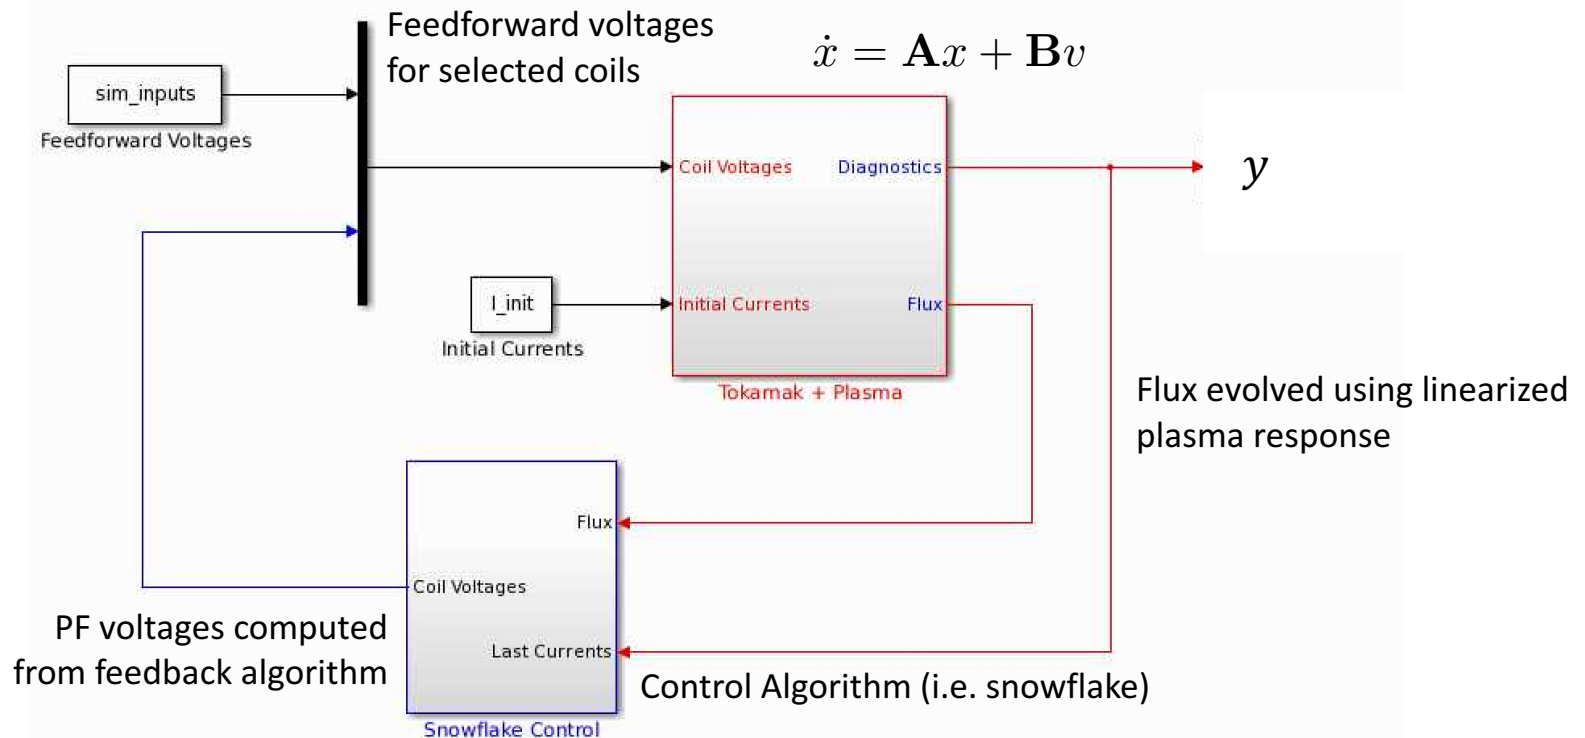 Feedforward voltages
for selected coils
ẋ = Ax + Bv
sim_inputs
Feedforward Voltages
Coil Voltages
Diagnostics
y
I_init
Initial Currents
Initial Currents
Flux
Tokamak + Plasma
Flux evolved using linearized
plasma response
Flux
Coil Voltages
Last Currents
Snowflake Control
PF voltages computed
from feedback algorithm
Control Algorithm (i.e. snowflake)